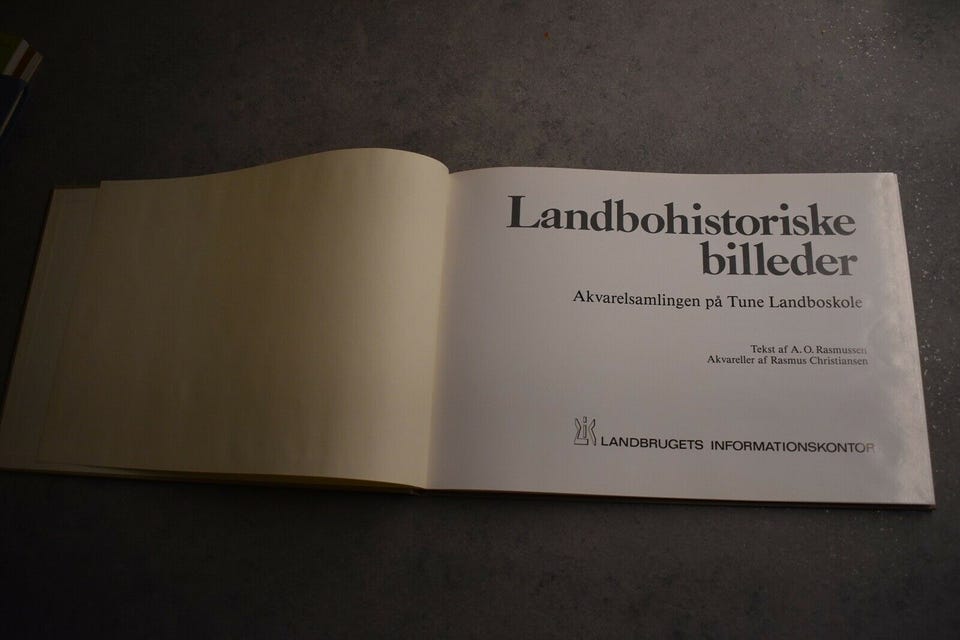 Landbohistoriske
billeder
Akvarelsamlingen på Tune Landboskole
Tekst af A. O. Rasmussen
Akvareller af Rasmus Christiansen
LANDBRUGETS INFORMATIONSKONTOR